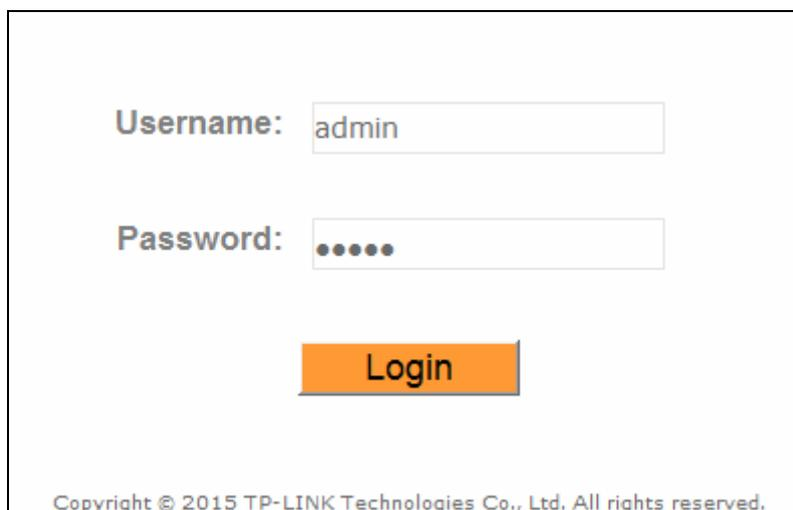 Username: admin
Password: •••••
Login
Copyright © 2015 TP-LINK Technologies Co., Ltd. All rights reserved.